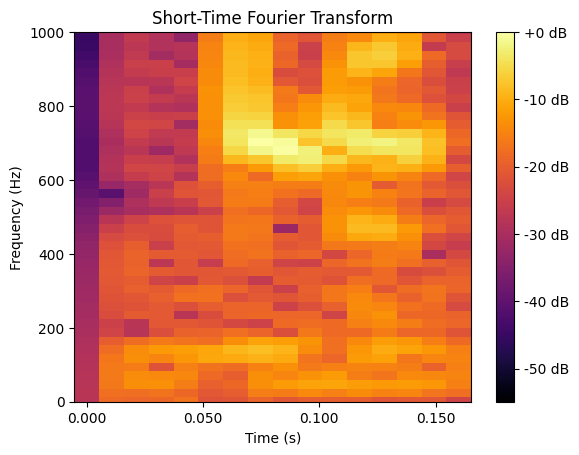 Short-Time Fourier Transform
1000
800
600
400
200
0
Frequency (Hz)
0.000
0.050
0.100
0.150
Time (s)
+0 dB
-10 dB
-20 dB
-30 dB
-40 dB
-50 dB